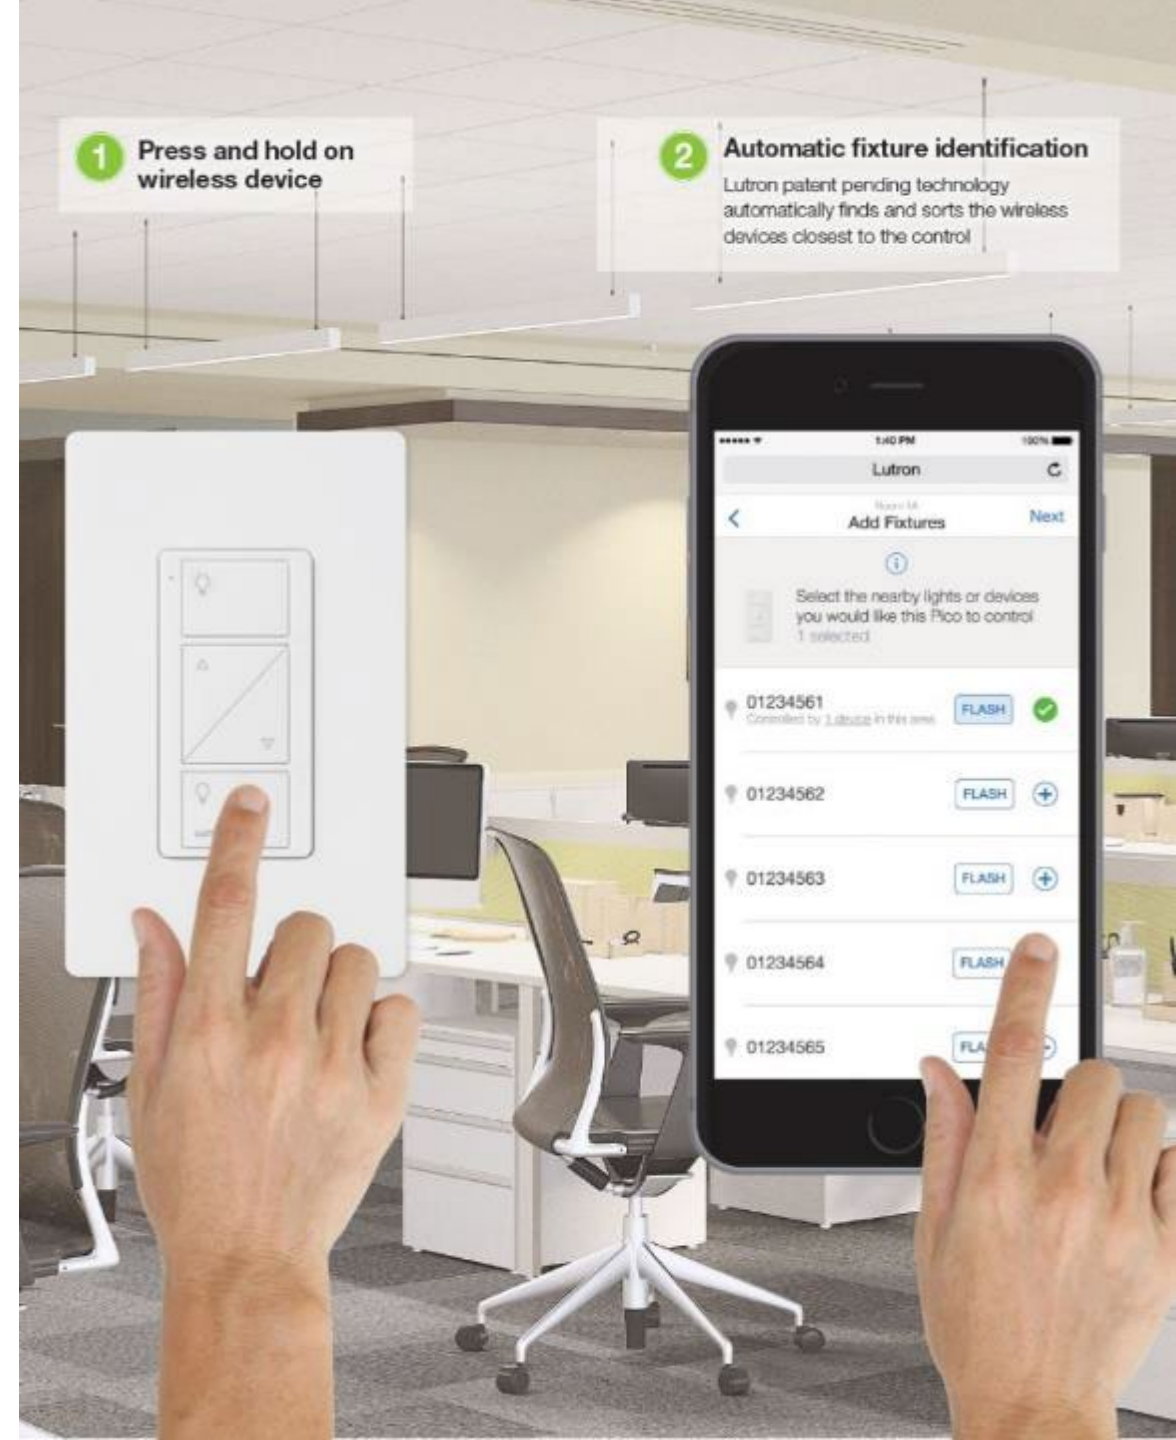 1
Press and hold on
wireless device
2
Automatic fixture identification
Lutron patent pending technology
automatically finds and sorts the wireless
devices closest to the control
1:40 PM
100%
Lutron
Add Fixtures
Next
Select the nearby lights or devices
you would like this Pico to control
1 selected
01234561
FLASH
Controlled by 1 device in this area
01234562
FLASH
01234563
FLASH
01234564
FLASH
01234565
FLA